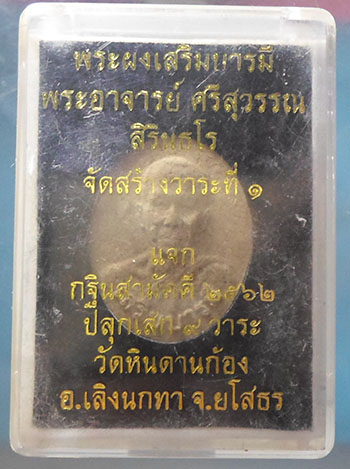 พระผงเสริมบารมี
พระอาจารย์ ศรีสุวรรณ
สิรินฺธโร
จัดสร้างวาระที่ ๑
แจก
กฐินสามัคคี ๒๕๖๒
ปลุกเสก ๙ วาระ
วัดหินดานก้อง
อ.เลิงนกทา จ.ยโสธร